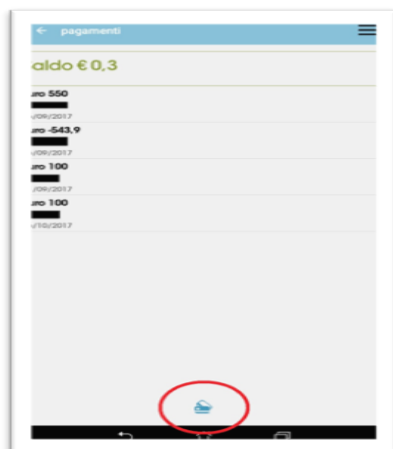 pagamenti
aldo € 0,3
uro 550
/09/2017
uro -543,9
/09/2017
uro 100
/09/2017
uro 100
/10/2017